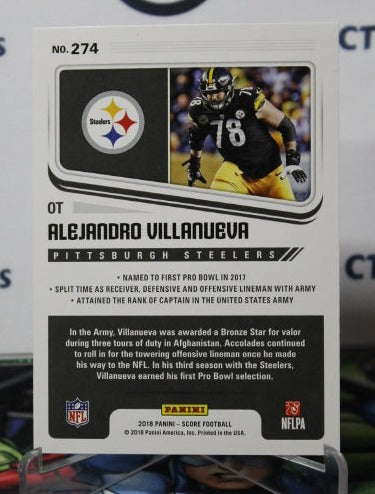 NO. 274
Steelers
78
OT
ALEJANDRO VILLANUEVA
PITTSBURGH STEELERS
• NAMED TO FIRST PRO BOWL IN 2017
• SPLIT TIME AS RECEIVER, DEFENSIVE AND OFFENSIVE LINEMAN WITH ARMY
• ATTAINED THE RANK OF CAPTAIN IN THE UNITED STATES ARMY
In the Army, Villanueva was awarded a Bronze Star for valor
during three tours of duty in Afghanistan. Accolades continued
to roll in for the towering offensive lineman once he made
his way to the NFL. In his third season with the Steelers,
Villanueva earned his first Pro Bowl selection.
NFL
PANINI
NFLPA
2018 PANINI - SCORE FOOTBALL
© 2018 Panini America, Inc. Printed in the USA.